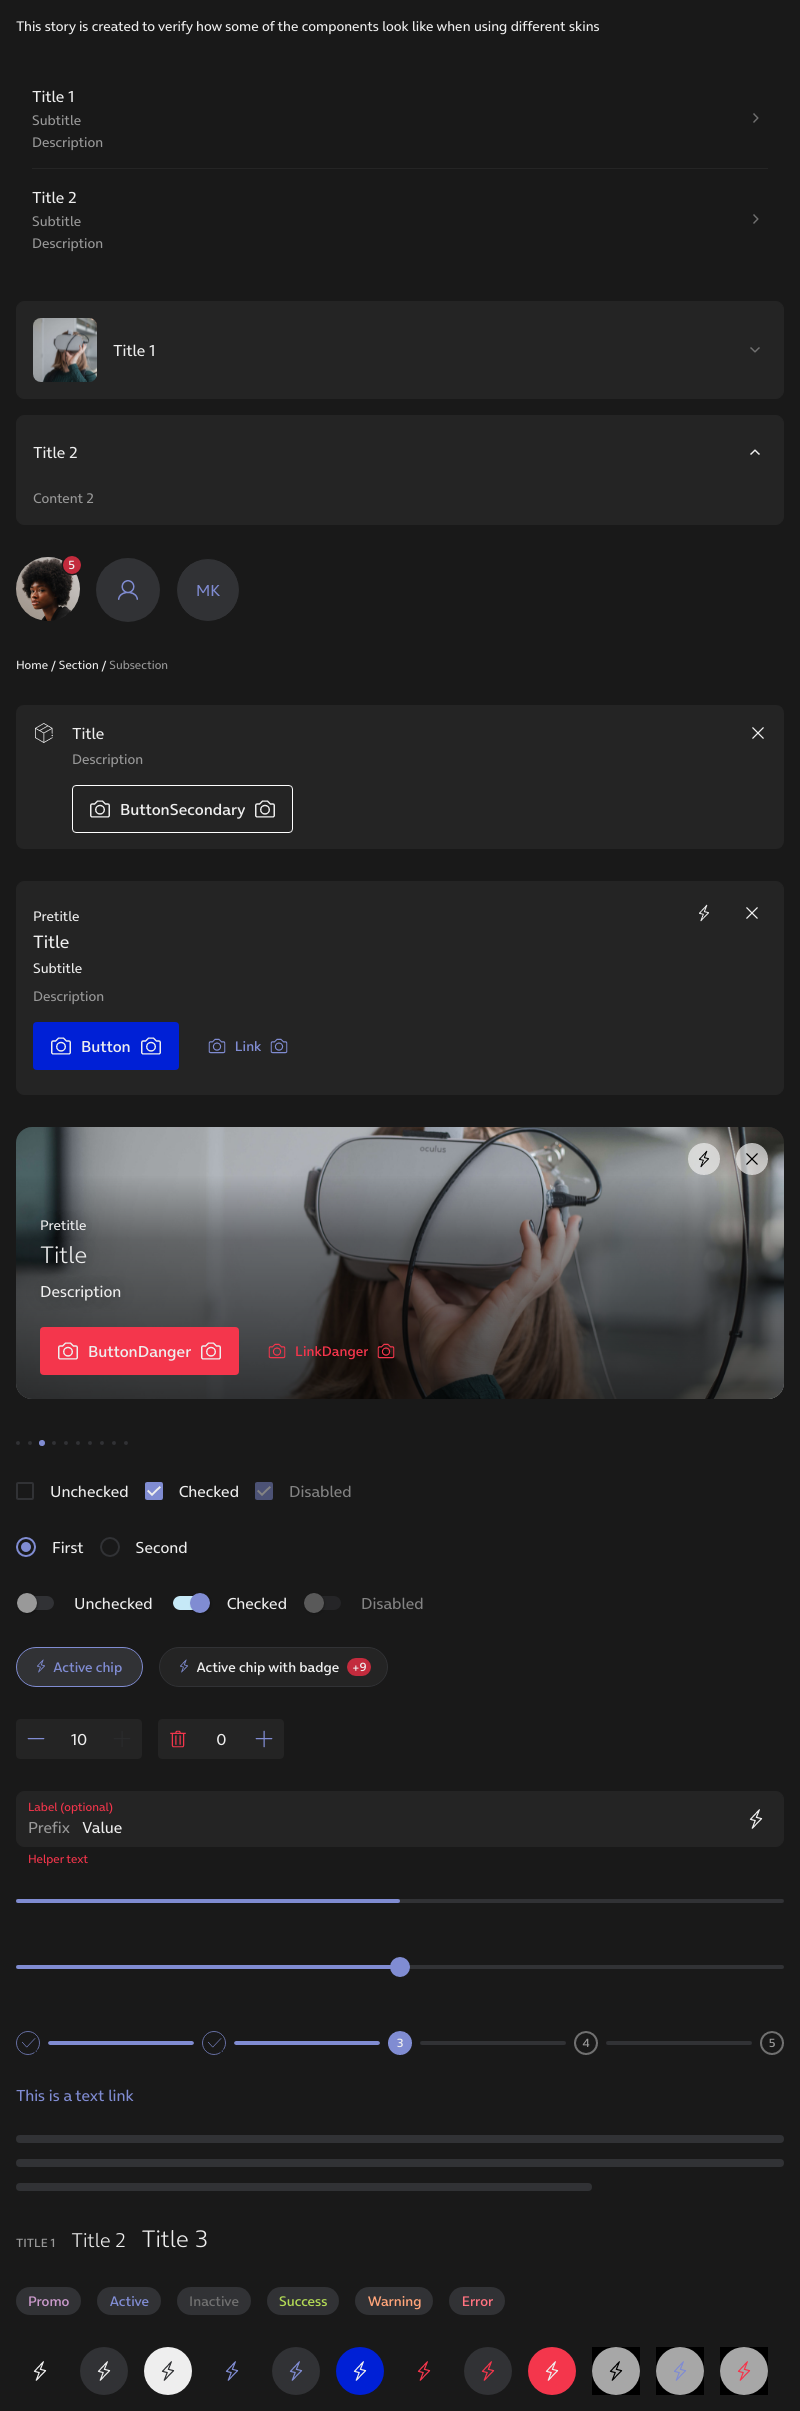 This story is created to verify how some of the components look like when using different skins
Title 1
Subtitle
Description
Title 2
Subtitle
Description
Title 1
Title 2
Content 2
5
MK
Home / Section / Subsection
Title
Description
ButtonSecondary
Pretitle
Title
Subtitle
Description
Button Link
oculus
Pretitle
Title
Description
ButtonDanger LinkDanger
Unchecked Checked Disabled
First Second
Unchecked Checked Disabled
Active chip Active chip with badge +9
10 0
Label (optional)
Prefix Value
Helper text
3 4 5
This is a text link
TITLE 1 Title 2 Title 3
Promo Active Inactive Success Warning Error